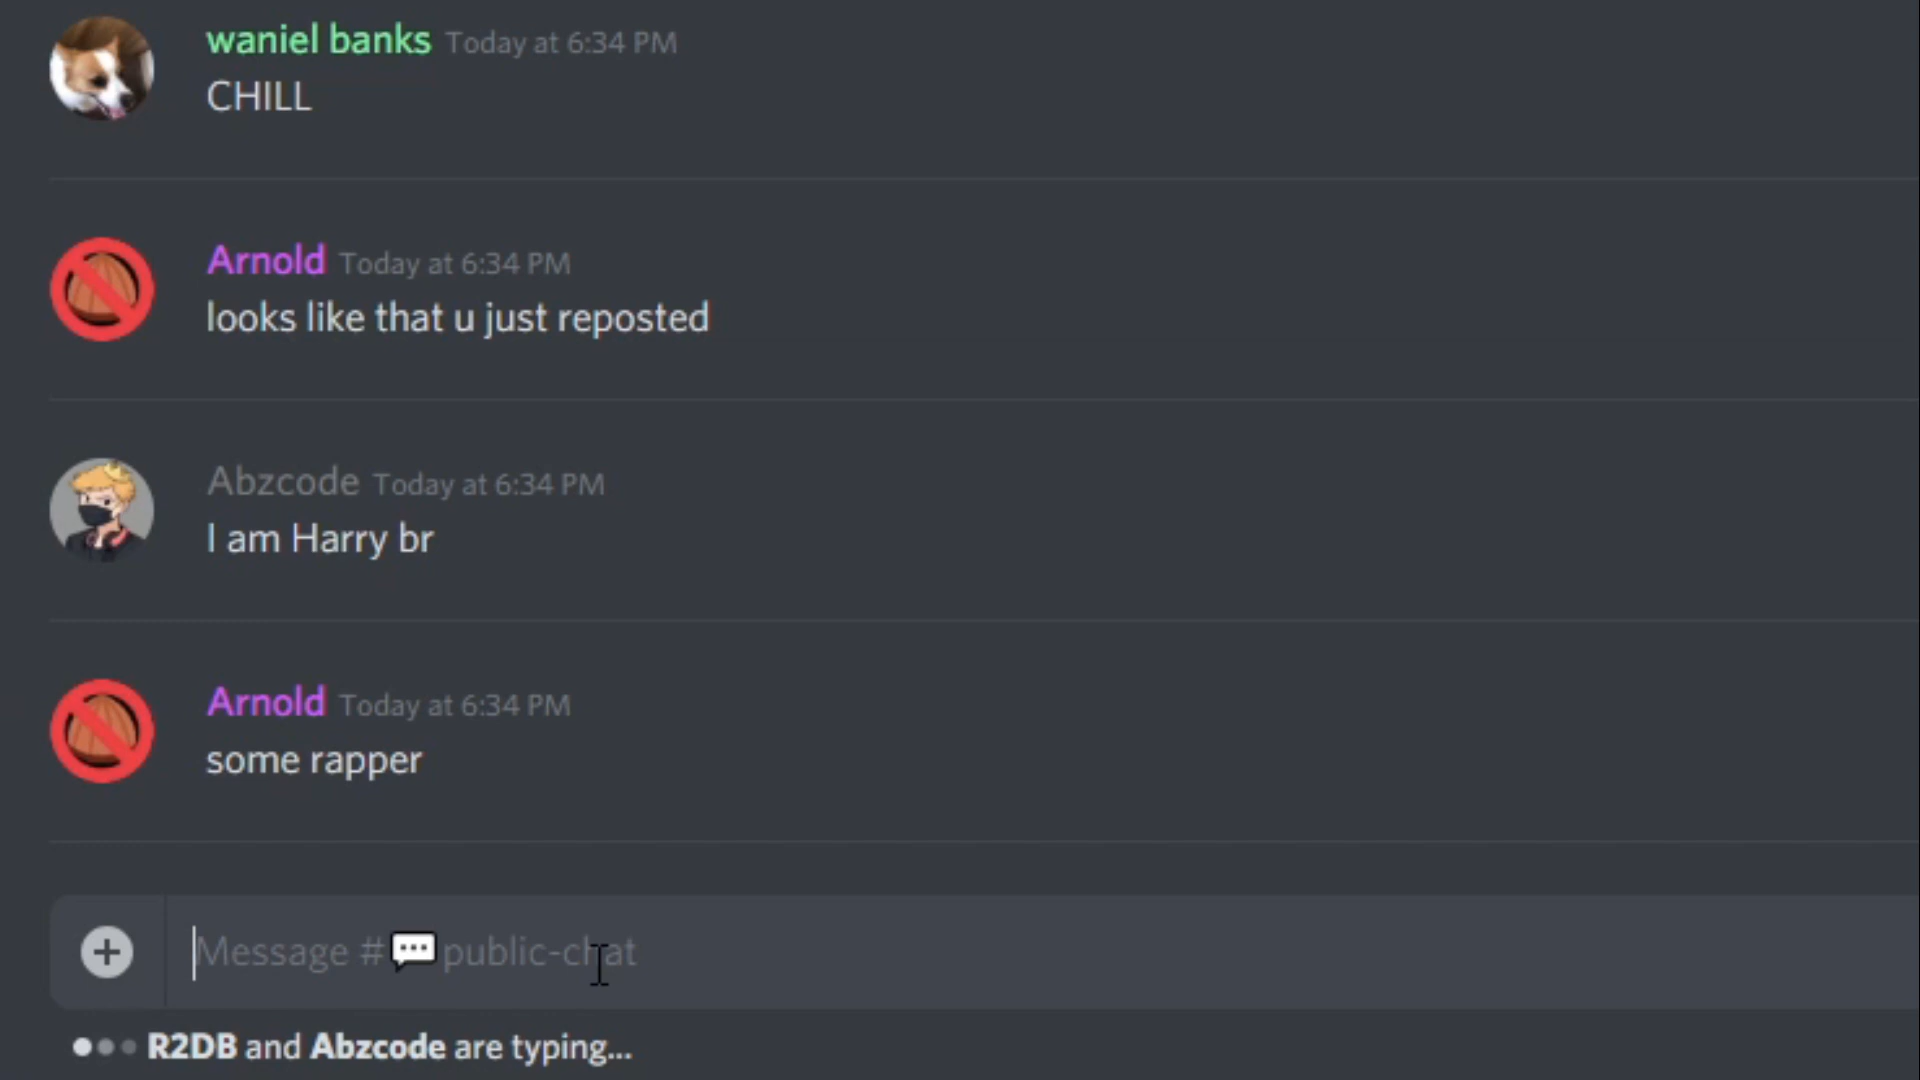 waniel banks Today at 6:34 PM
CHILL
Arnold Today at 6:34 PM
looks like that u just reposted
Abzcode Today at 6:34 PM
I am Harry br
Arnold Today at 6:34 PM
some rapper
Message #💬public-chat
R2DB and Abzcode are typing...